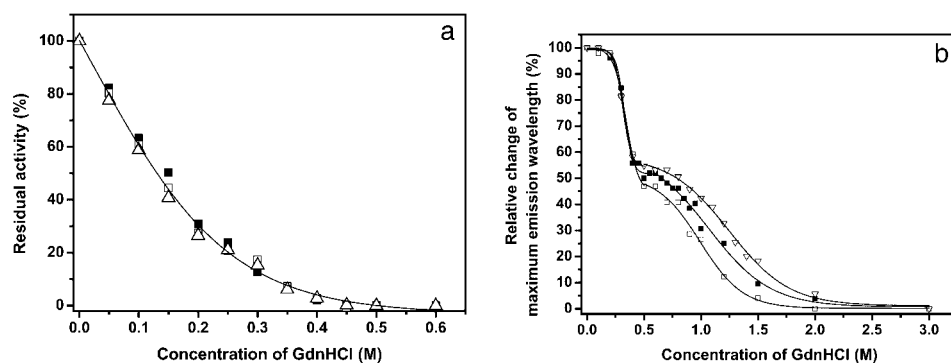 a
100
80
60
40
20
0
Residual activity (%)
0.0 0.1 0.2 0.3 0.4 0.5 0.6
Concentration of GdnHCl (M)
b
100
90
80
70
60
50
40
30
20
10
0
Relative change of
maximum emission wavelength (%)
0.0 0.5 1.0 1.5 2.0 2.5 3.0
Concentration of GdnHCl (M)